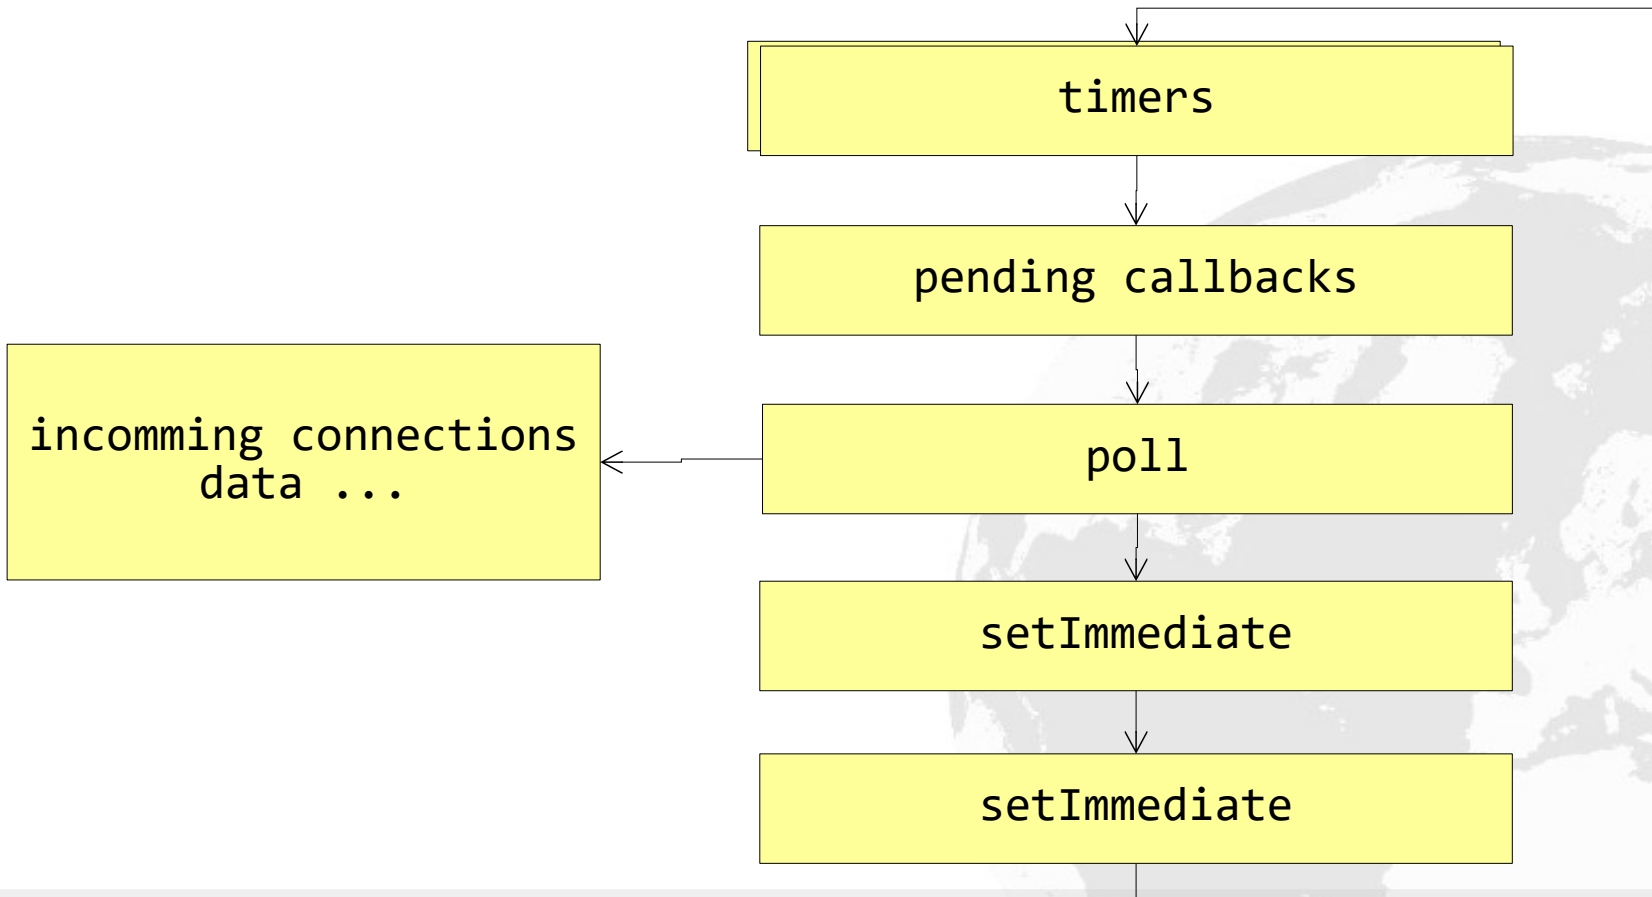 timers
pending callbacks
incomming connections
data ...
poll
setImmediate
setImmediate